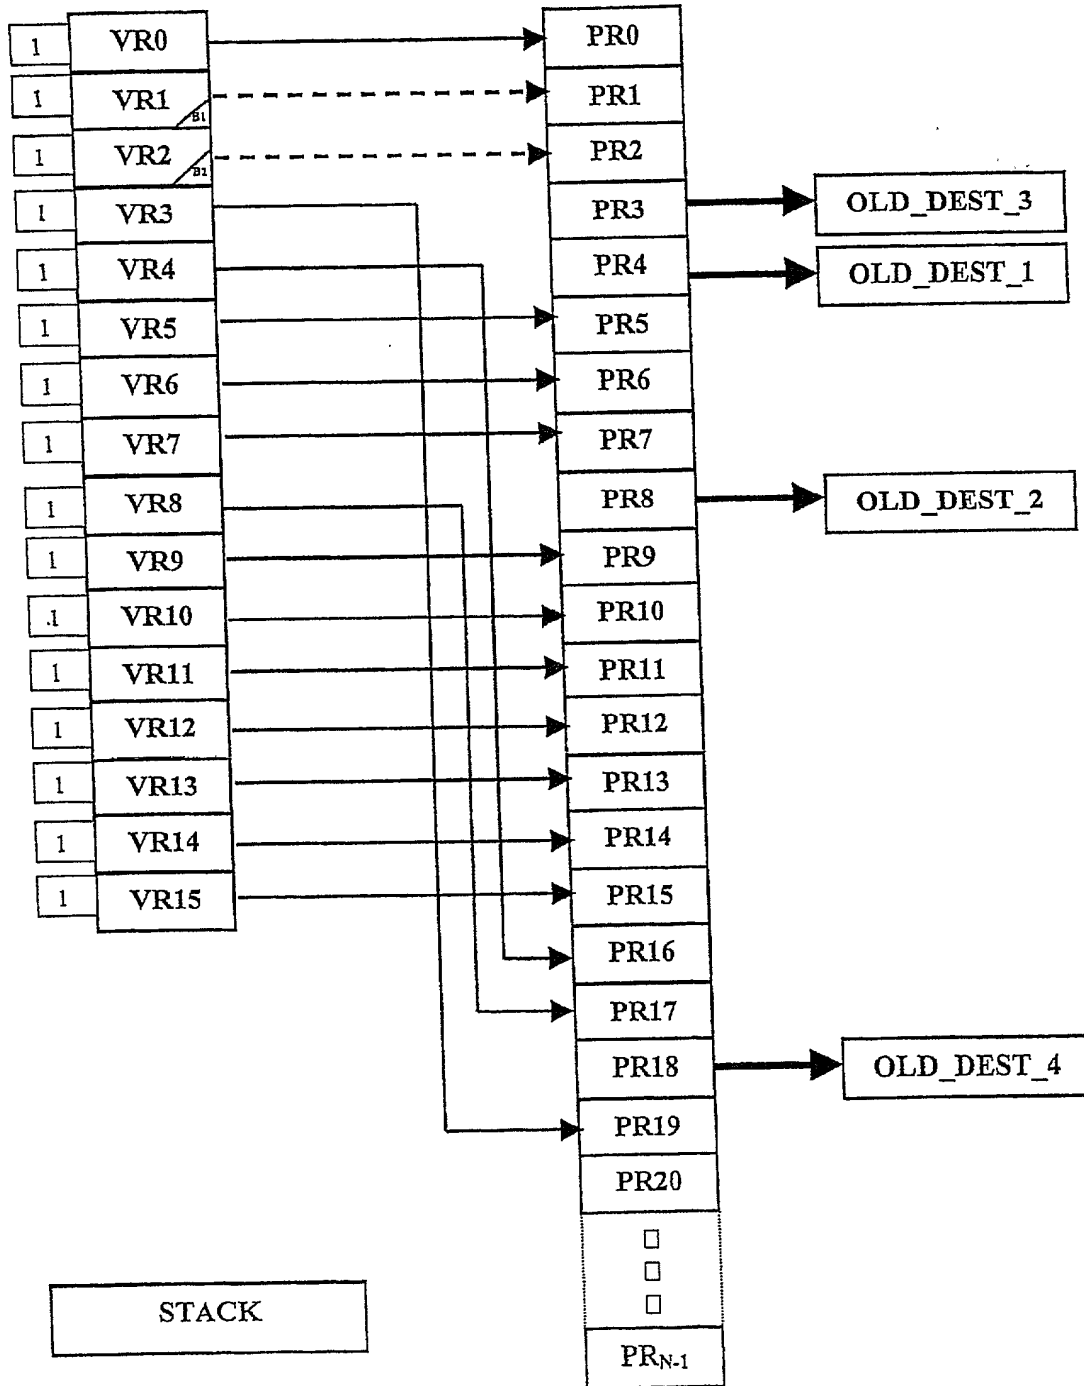 1 VR0 PR0
1 VR1 B1 PR1
1 VR2 B2 PR2
1 VR3 PR3 OLD_DEST_3
1 VR4 PR4 OLD_DEST_1
1 VR5 PR5
1 VR6 PR6
1 VR7 PR7
1 VR8 PR8 OLD_DEST_2
1 VR9 PR9
.1 VR10 PR10
1 VR11 PR11
1 VR12 PR12
1 VR13 PR13
1 VR14 PR14
1 VR15 PR15
PR16
PR17
PR18 OLD_DEST_4
PR19
PR20
STACK
PRN-1